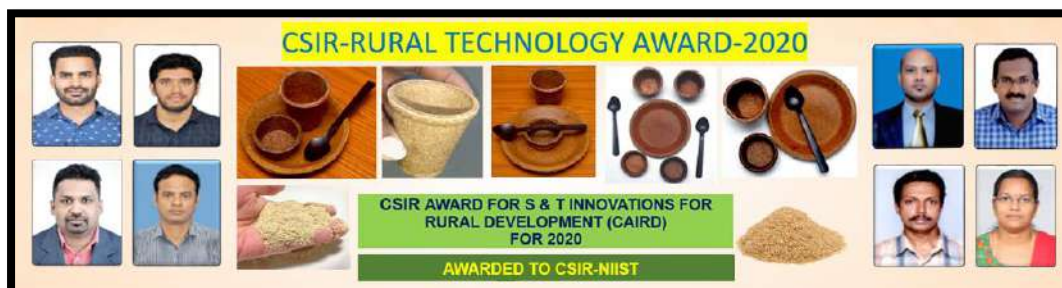 CSIR-RURAL TECHNOLOGY AWARD-2020
CSIR AWARD FOR S & T INNOVATIONS FOR
RURAL DEVELOPMENT (CAIRD)
FOR 2020
AWARDED TO CSIR-NIIST